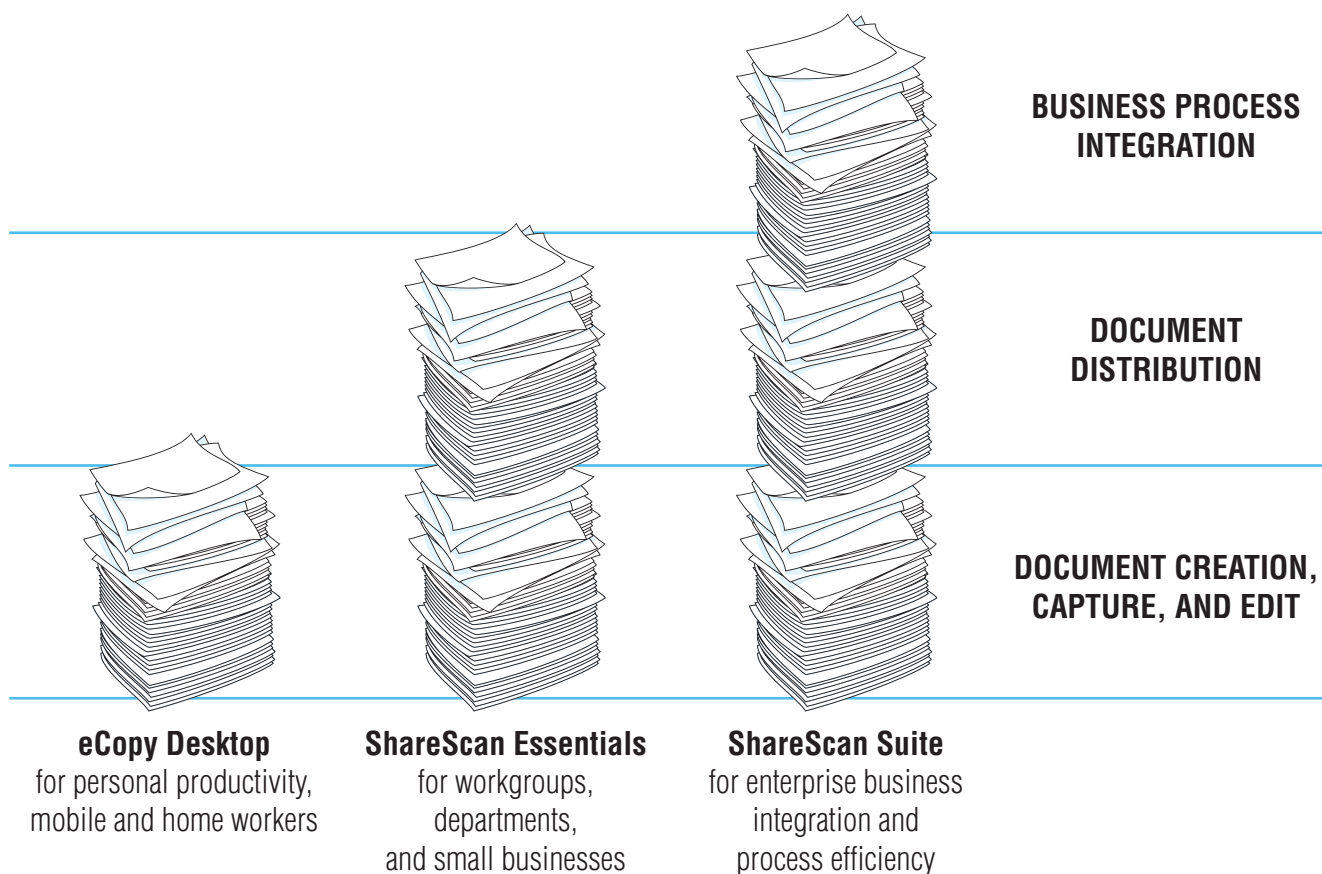 BUSINESS PROCESS
INTEGRATION
DOCUMENT
DISTRIBUTION
DOCUMENT CREATION,
CAPTURE, AND EDIT
eCopy Desktop
for personal productivity,
mobile and home workers
ShareScan Essentials
for workgroups,
departments,
and small businesses
ShareScan Suite
for enterprise business
integration and
process efficiency